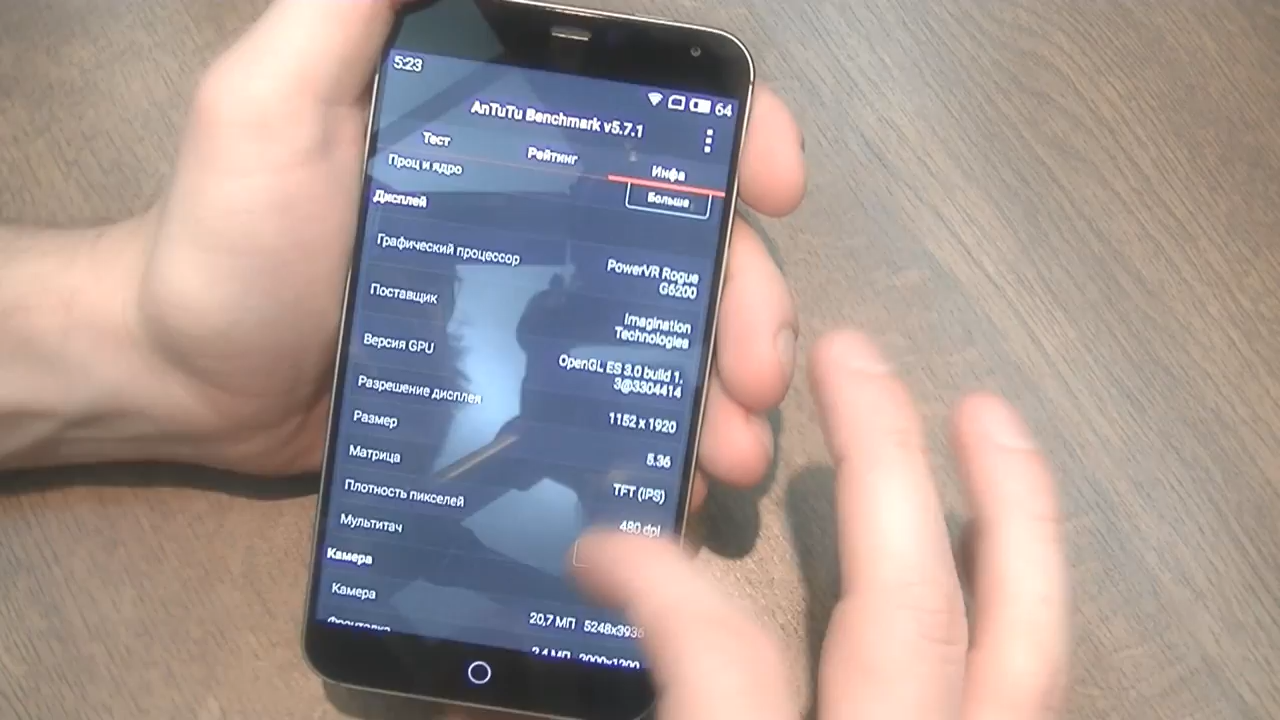 5:23
64
AnTuTu Benchmark v5.7.1
Тест
Рейтинг
Инфа
Проц и ядро
Больше
Дисплей
Графический процессор
PowerVR Rogue
G6200
Поставщик
Imagination
Technologies
Версия GPU
OpenGL ES 3.0 build 1.
3@3304414
Разрешение дисплея
1152 x 1920
Размер
5.36
Матрица
TFT (IPS)
Плотность пикселей
480 dpi
Мультитач
Камера
Камера
20,7 МП 5248x3936